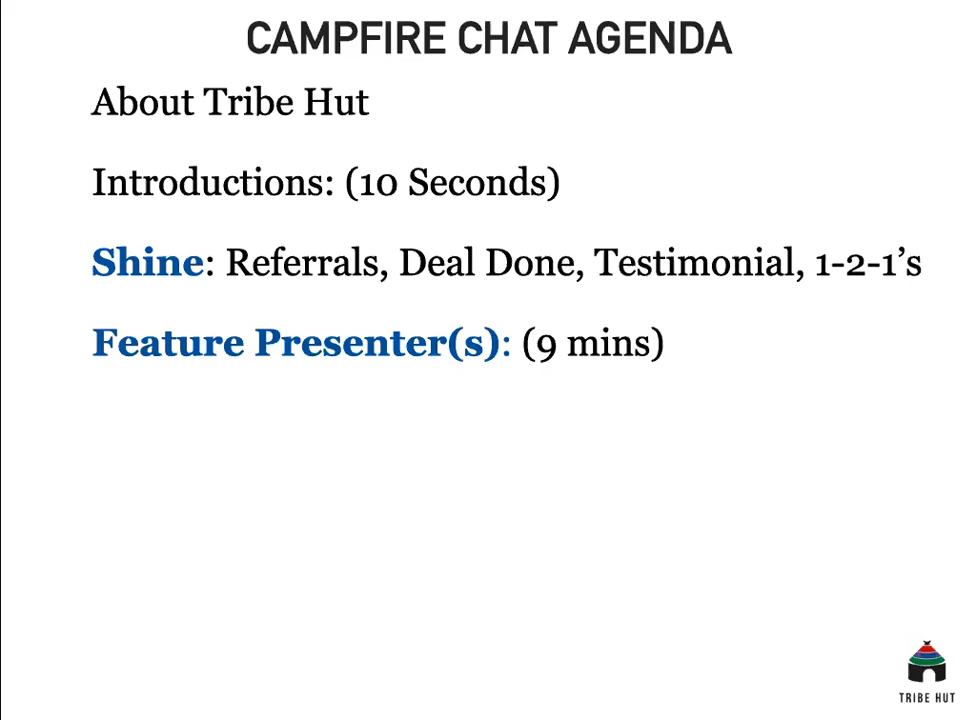 CAMPFIRE CHAT AGENDA
About Tribe Hut
Introductions: (10 Seconds)
Shine: Referrals, Deal Done, Testimonial, 1-2-1’s
Feature Presenter(s): (9 mins)
TRIBE HUT